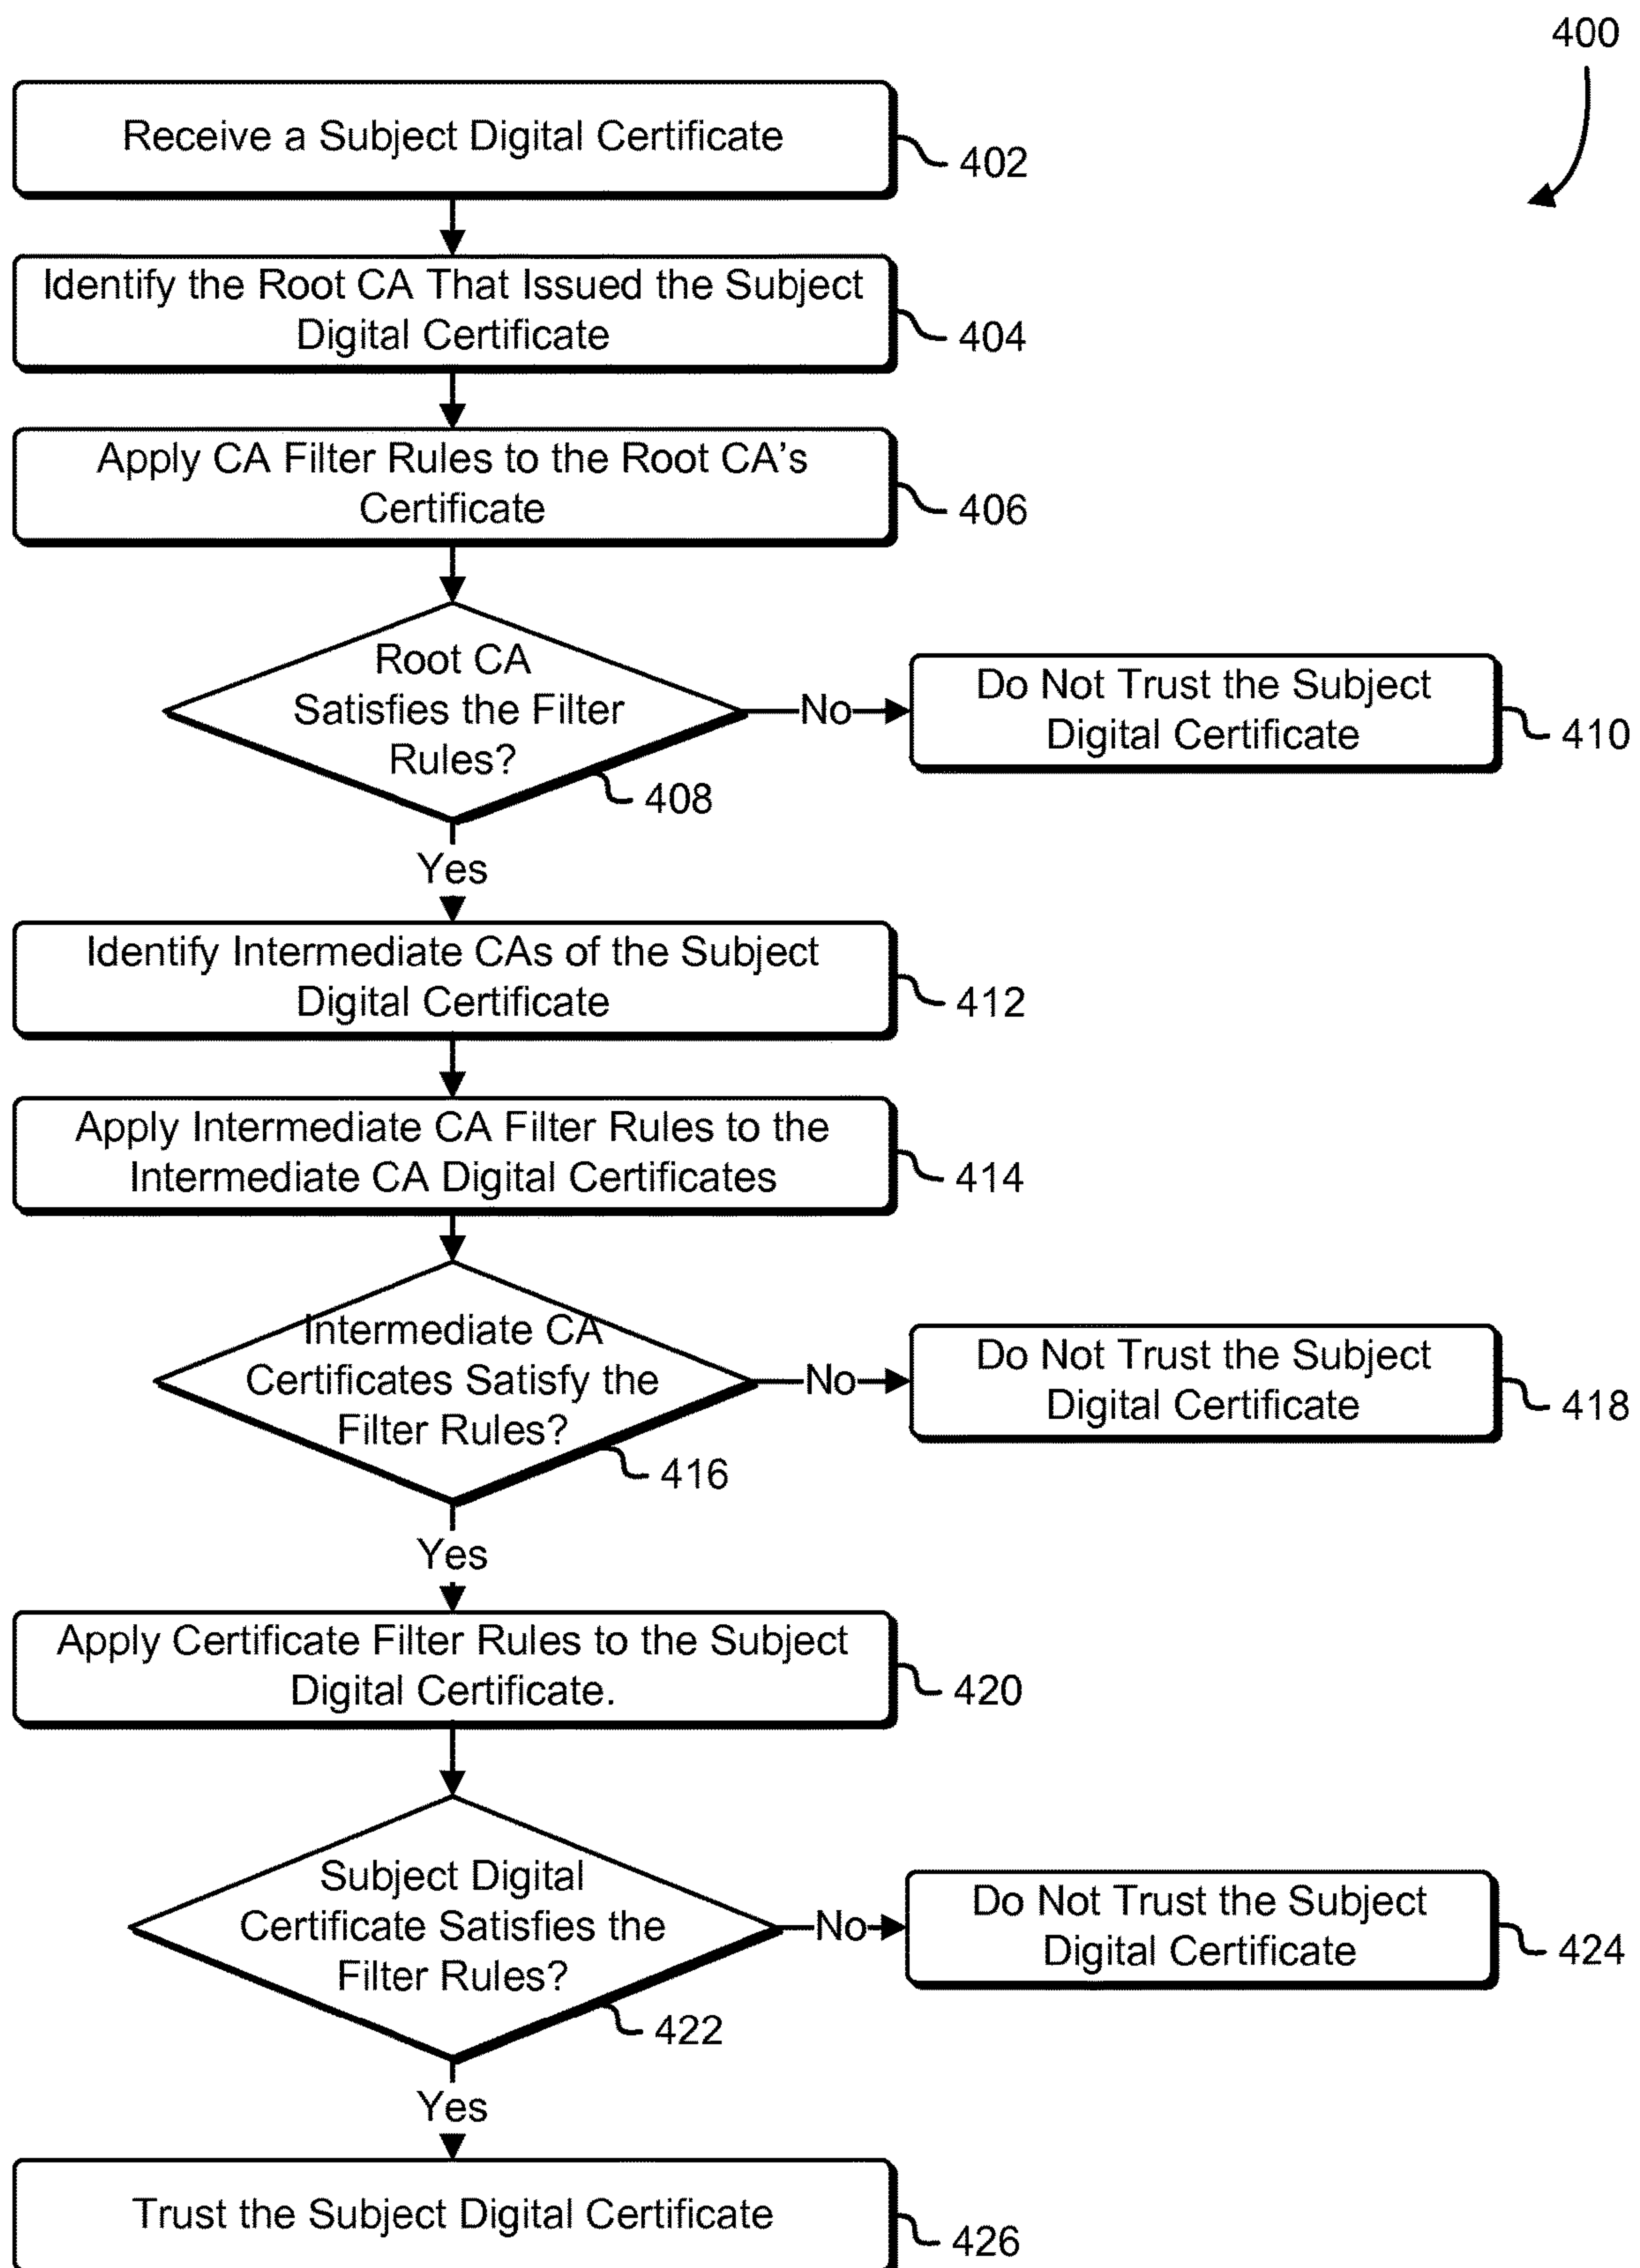 400
Receive a Subject Digital Certificate
402
Identify the Root CA That Issued the Subject
Digital Certificate
404
Apply CA Filter Rules to the Root CA's
Certificate
406
Root CA
Satisfies the Filter
Rules?
408
No
Do Not Trust the Subject
Digital Certificate
410
Yes
Identify Intermediate CAs of the Subject
Digital Certificate
412
Apply Intermediate CA Filter Rules to the
Intermediate CA Digital Certificates
414
Intermediate CA
Certificates Satisfy the
Filter Rules?
416
No
Do Not Trust the Subject
Digital Certificate
418
Yes
Apply Certificate Filter Rules to the Subject
Digital Certificate.
420
Subject Digital
Certificate Satisfies the
Filter Rules?
422
No
Do Not Trust the Subject
Digital Certificate
424
Yes
Trust the Subject Digital Certificate
426